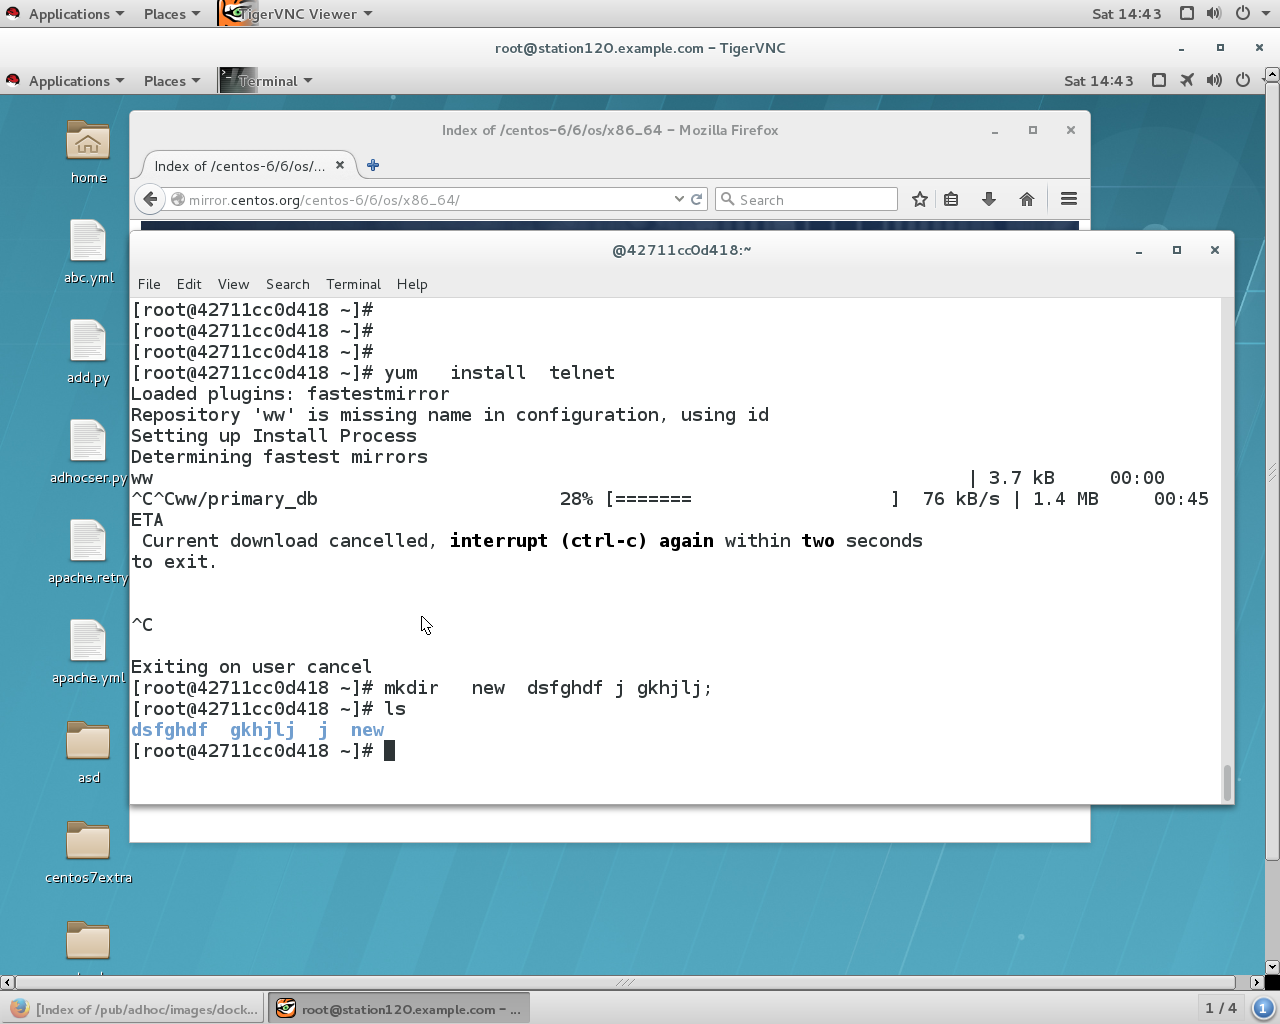 Applications Places TigerVNC Viewer Sat 14:43
root@station120.example.com - TigerVNC
Applications Places Terminal Sat 14:43
Index of /centos-6/6/os/x86_64 - Mozilla Firefox
Index of /centos-6/6/os/...
mirror.centos.org/centos-6/6/os/x86_64/ Search
@42711cc0d418:~
File Edit View Search Terminal Help
[root@42711cc0d418 ~]#
[root@42711cc0d418 ~]#
[root@42711cc0d418 ~]#
[root@42711cc0d418 ~]# yum   install  telnet
Loaded plugins: fastestmirror
Repository 'ww' is missing name in configuration, using id
Setting up Install Process
Determining fastest mirrors
ww | 3.7 kB     00:00
^C^Cww/primary_db 28% [======= ]  76 kB/s | 1.4 MB     00:45
ETA
Current download cancelled, interrupt (ctrl-c) again within two seconds
to exit.
^C
Exiting on user cancel
[root@42711cc0d418 ~]# mkdir   new  dsfghdf j gkhjlj;
[root@42711cc0d418 ~]# ls
dsfghdf  gkhjlj  j  new
[root@42711cc0d418 ~]#
home
abc.yml
add.py
adhocser.py
apache.retry
apache.yml
asd
centos7extra
[Index of /pub/adhoc/images/dock...
root@station120.example.com - ...
1 / 4
1